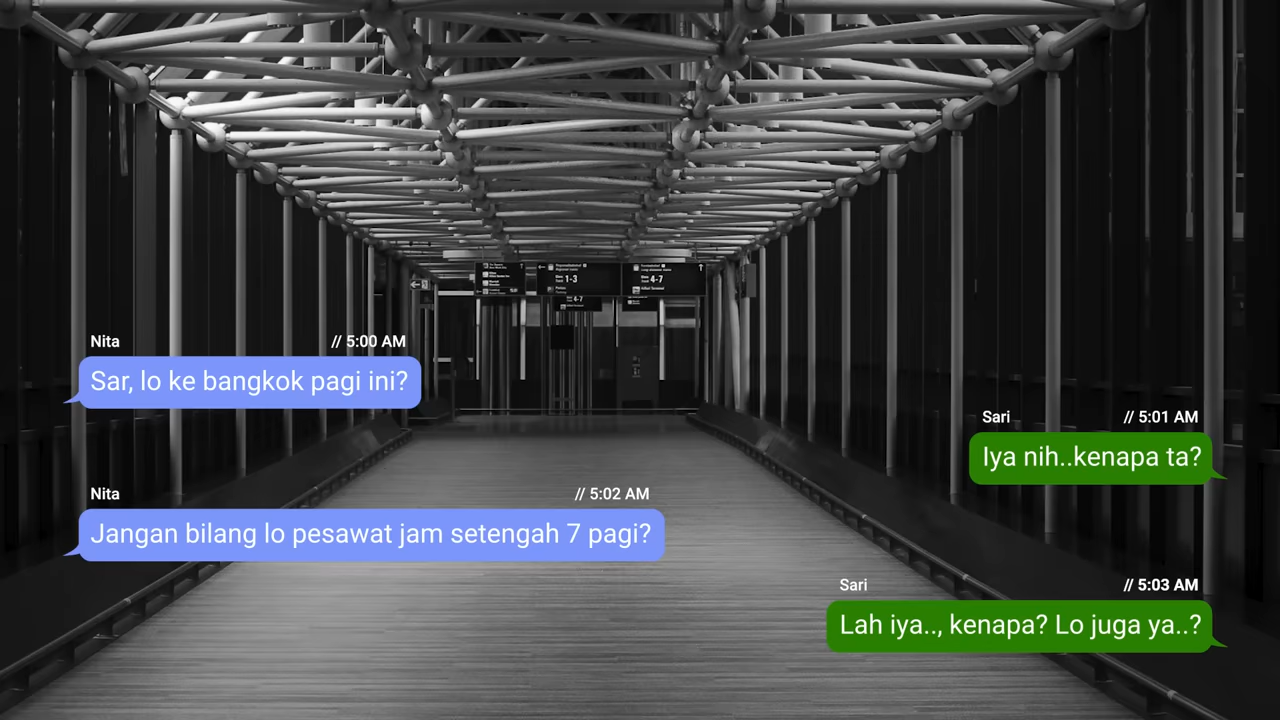 1-3
4-7
4-7
Nita // 5:00 AM
Sar, lo ke bangkok pagi ini?
Sari // 5:01 AM
Iya nih..kenapa ta?
Nita // 5:02 AM
Jangan bilang lo pesawat jam setengah 7 pagi?
Sari // 5:03 AM
Lah iya.., kenapa? Lo juga ya..?